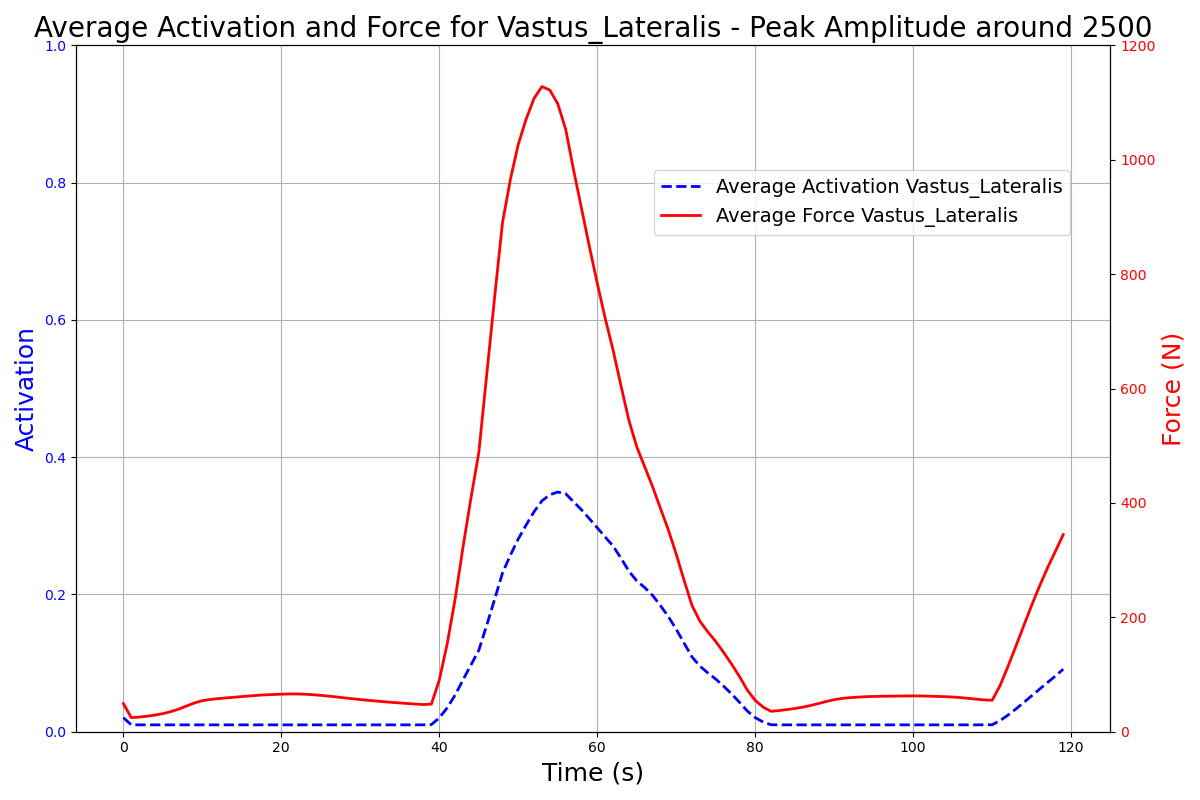 Average Activation and Force for Vastus_Lateralis - Peak Amplitude around 2500
1.0
0.8
0.6
0.4
0.2
0.0
Activation
1200
1000
800
600
400
200
0
Force (N)
Average Activation Vastus_Lateralis
Average Force Vastus_Lateralis
0 20 40 60 80 100 120
Time (s)